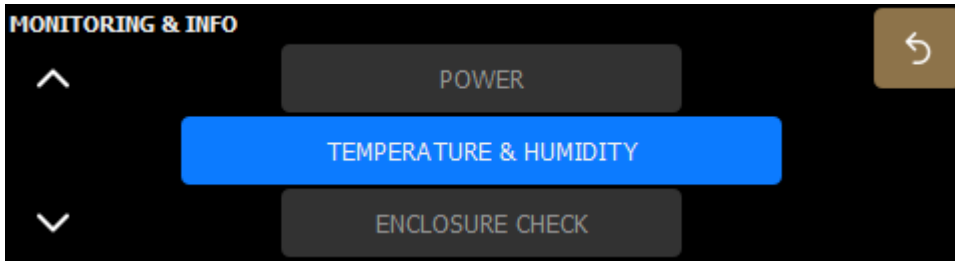 MONITORING & INFO
POWER
TEMPERATURE & HUMIDITY
ENCLOSURE CHECK